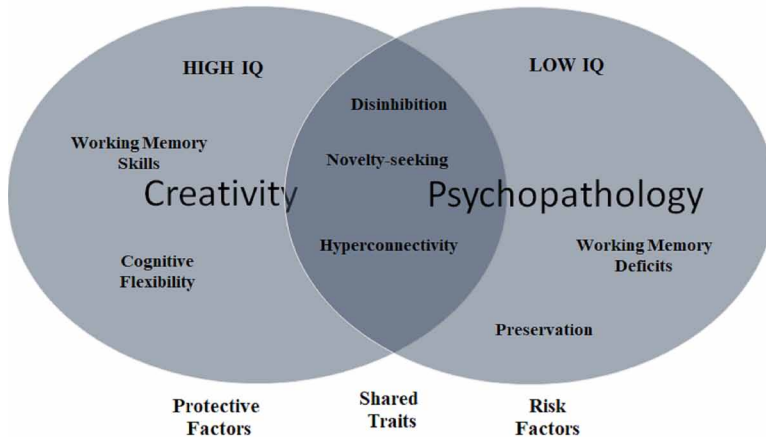 HIGH IQ
LOW IQ
Disinhibition
Working Memory
Skills
Novelty-seeking
Creativity
Psychopathology
Hyperconnectivity
Working Memory
Deficits
Cognitive
Flexibility
Preservation
Protective
Factors
Shared
Traits
Risk
Factors